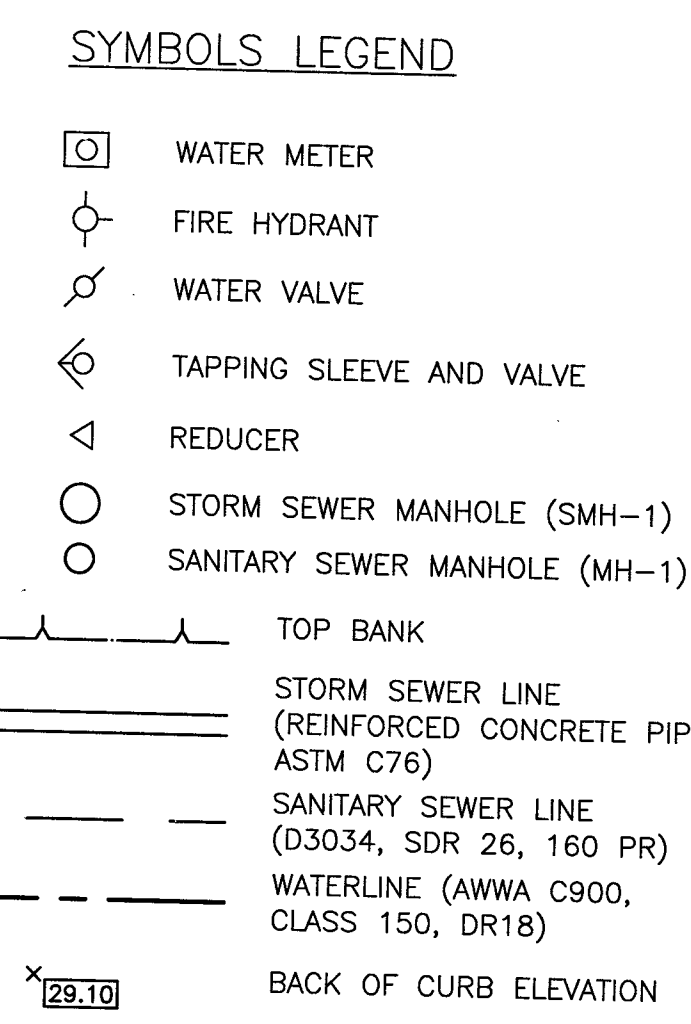 SYMBOLS LEGEND
WATER METER
FIRE HYDRANT
WATER VALVE
TAPPING SLEEVE AND VALVE
REDUCER
STORM SEWER MANHOLE (SMH-1)
SANITARY SEWER MANHOLE (MH-1)
TOP BANK
STORM SEWER LINE
(REINFORCED CONCRETE PIP
ASTM C76)
SANITARY SEWER LINE
(D3034, SDR 26, 160 PR)
WATERLINE (AWWA C900,
CLASS 150, DR18)
29.10 BACK OF CURB ELEVATION